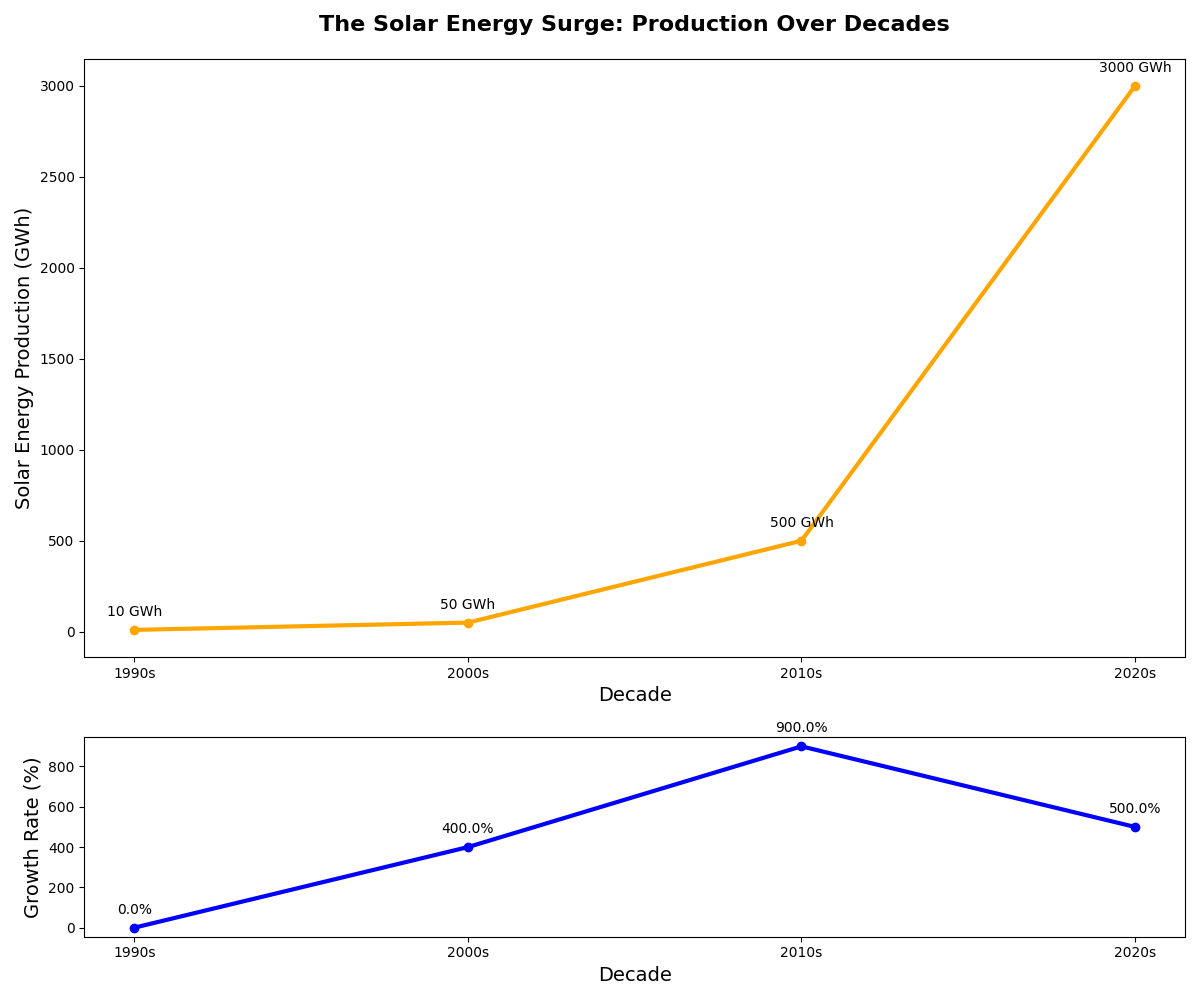 The Solar Energy Surge: Production Over Decades
Solar Energy Production (GWh)
3000
2500
2000
1500
1000
500
0
3000 GWh
500 GWh
50 GWh
10 GWh
1990s
2000s
2010s
2020s
Decade
Growth Rate (%)
800
600
400
200
0
900.0%
500.0%
400.0%
0.0%
1990s
2000s
2010s
2020s
Decade